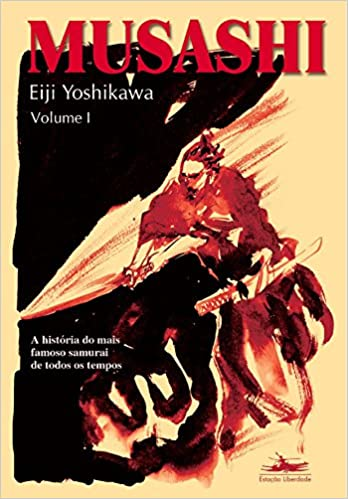 MUSASHI
Eiji Yoshikawa
Volume I
A história do mais
famoso samurai
de todos os tempos
Estação Liberdade